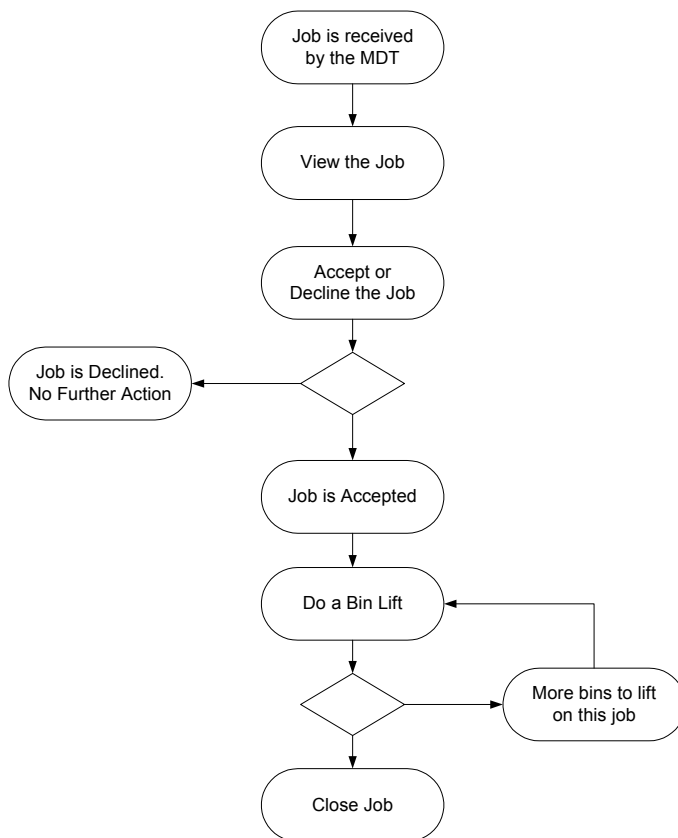 Job is received
by the MDT
View the Job
Accept or
Decline the Job
Job is Declined.
No Further Action
Job is Accepted
Do a Bin Lift
More bins to lift
on this job
Close Job